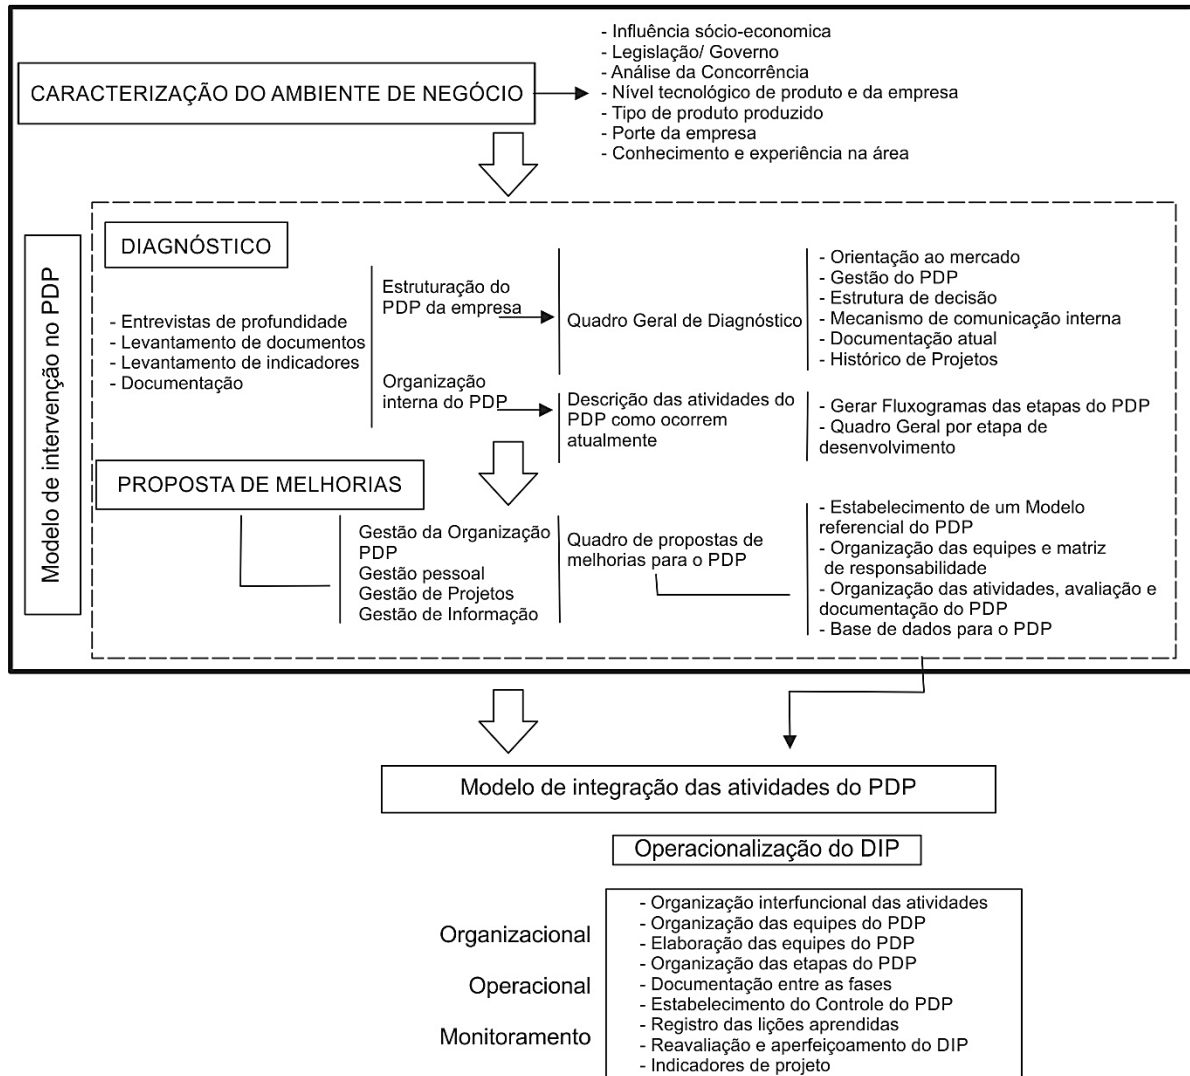 CARACTERIZAÇÃO DO AMBIENTE DE NEGÓCIO
- Influência sócio-economica
- Legislação/ Governo
- Análise da Concorrência
- Nível tecnológico de produto e da empresa
- Tipo de produto produzido
- Porte da empresa
- Conhecimento e experiência na área
Modelo de intervenção no PDP
DIAGNÓSTICO
- Entrevistas de profundidade
- Levantamento de documentos
- Levantamento de indicadores
- Documentação
Estruturação do
PDP da empresa
Quadro Geral de Diagnóstico
- Orientação ao mercado
- Gestão do PDP
- Estrutura de decisão
- Mecanismo de comunicação interna
- Documentação atual
- Histórico de Projetos
Organização
interna do PDP
Descrição das atividades do
PDP como ocorrem
atualmente
- Gerar Fluxogramas das etapas do PDP
- Quadro Geral por etapa de
desenvolvimento
PROPOSTA DE MELHORIAS
Gestão da Organização
PDP
Gestão pessoal
Gestão de Projetos
Gestão de Informação
Quadro de propostas de
melhorias para o PDP
- Estabelecimento de um Modelo
referencial do PDP
- Organização das equipes e matriz
de responsabilidade
- Organização das atividades, avaliação e
documentação do PDP
- Base de dados para o PDP
Modelo de integração das atividades do PDP
Operacionalização do DIP
Organizacional
Operacional
Monitoramento
- Organização interfuncional das atividades
- Organização das equipes do PDP
- Elaboração das equipes do PDP
- Organização das etapas do PDP
- Documentação entre as fases
- Estabelecimento do Controle do PDP
- Registro das lições aprendidas
- Reavaliação e aperfeiçoamento do DIP
- Indicadores de projeto